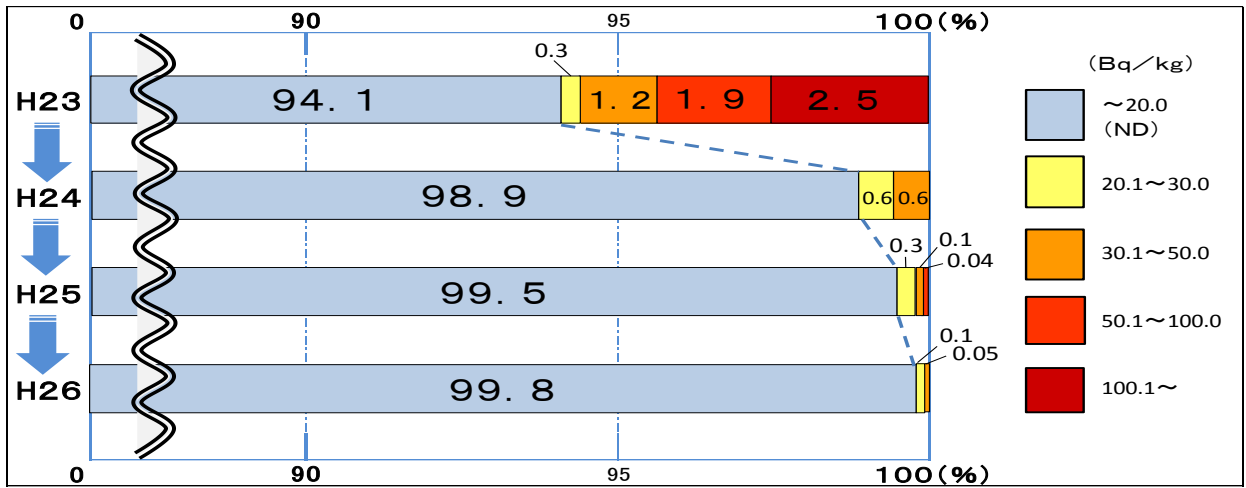 0 90 95 100(%)
0.3
H23 94.1 1.2 1.9 2.5
H24 98.9 0.6 0.6
0.3 0.1
0.04
H25 99.5
0.1
0.05
H26 99.8
0 90 95 100(%)
(Bq/kg)
～20.0
(ND)
20.1～30.0
30.1～50.0
50.1～100.0
100.1～